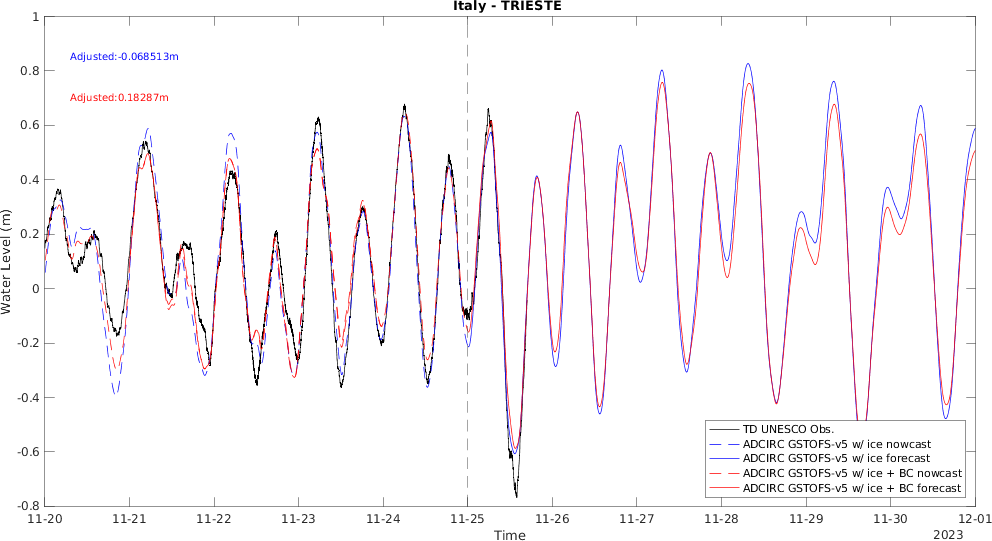 Italy - TRIESTE
Adjusted:-0.068513m
Adjusted:0.18287m
Water Level (m)
1
0.8
0.6
0.4
0.2
0
-0.2
-0.4
-0.6
-0.8
TD UNESCO Obs.
ADCIRC GSTOFS-v5 w/ ice nowcast
ADCIRC GSTOFS-v5 w/ ice forecast
ADCIRC GSTOFS-v5 w/ ice + BC nowcast
ADCIRC GSTOFS-v5 w/ ice + BC forecast
11-20 11-21 11-22 11-23 11-24 11-25 11-26 11-27 11-28 11-29 11-30 12-01
Time
2023